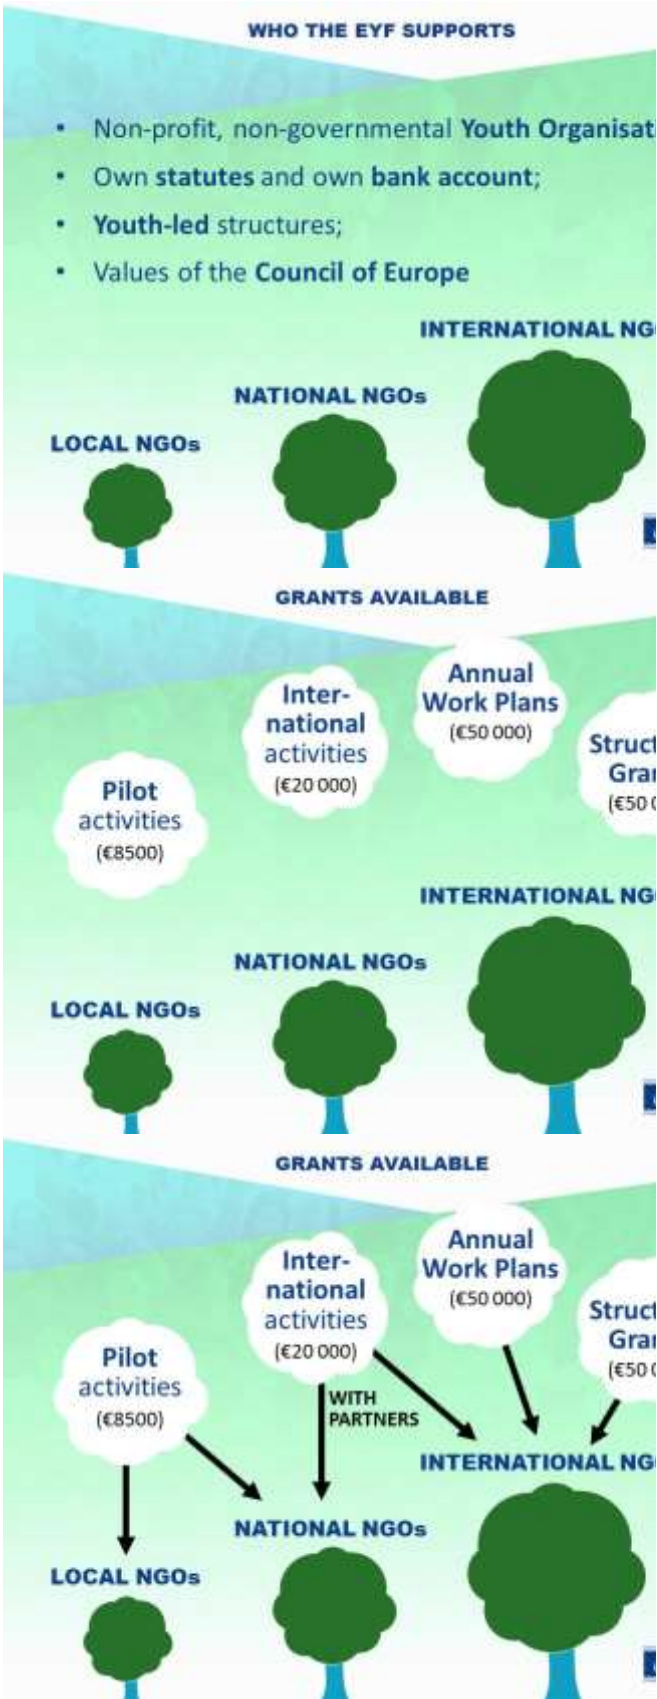 WHO THE EYF SUPPORTS
• Non-profit, non-governmental Youth Organisat
• Own statutes and own bank account;
• Youth-led structures;
• Values of the Council of Europe
INTERNATIONAL NG
NATIONAL NGOs
LOCAL NGOs
GRANTS AVAILABLE
Annual
Work Plans
(€50 000)
Inter-
national
activities
(€20 000)
Struct
Gra
(€50 0
Pilot
activities
(€8500)
INTERNATIONAL NG
NATIONAL NGOs
LOCAL NGOs
GRANTS AVAILABLE
Annual
Work Plans
(€50 000)
Inter-
national
activities
(€20 000)
Struct
Gra
(€50 0
Pilot
activities
(€8500)
WITH
PARTNERS
INTERNATIONAL NG
NATIONAL NGOs
LOCAL NGOs